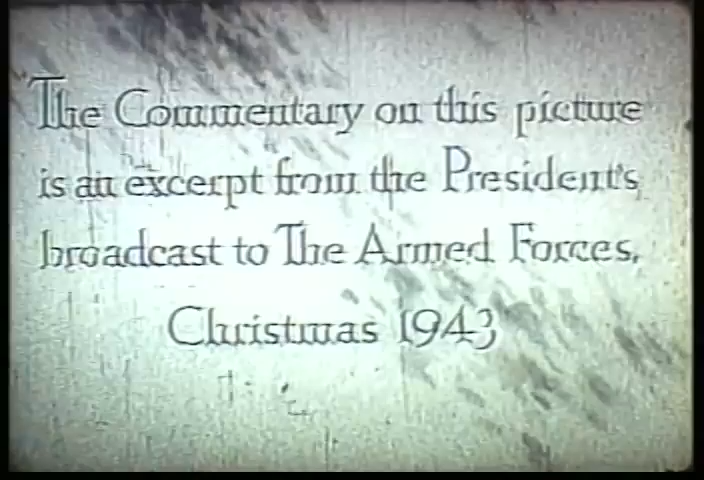 The Commentary on this picture
is an excerpt from the President's
broadcast to The Armed Forces,
Christmas 1943